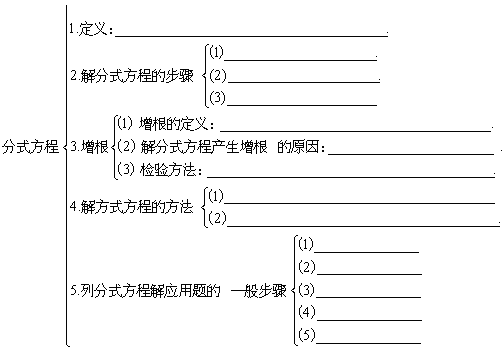 1.定义：
(1)
2.解分式方程的步骤 (2)
(3)
(1) 增根的定义：
分式方程 3.增根 (2) 解分式方程产生增根 的原因：
(3) 检验方法：
(1)
4.解方式方程的方法
(2)
(1)
(2)
5.列分式方程解应用题的 一般步骤 (3)
(4)
(5)